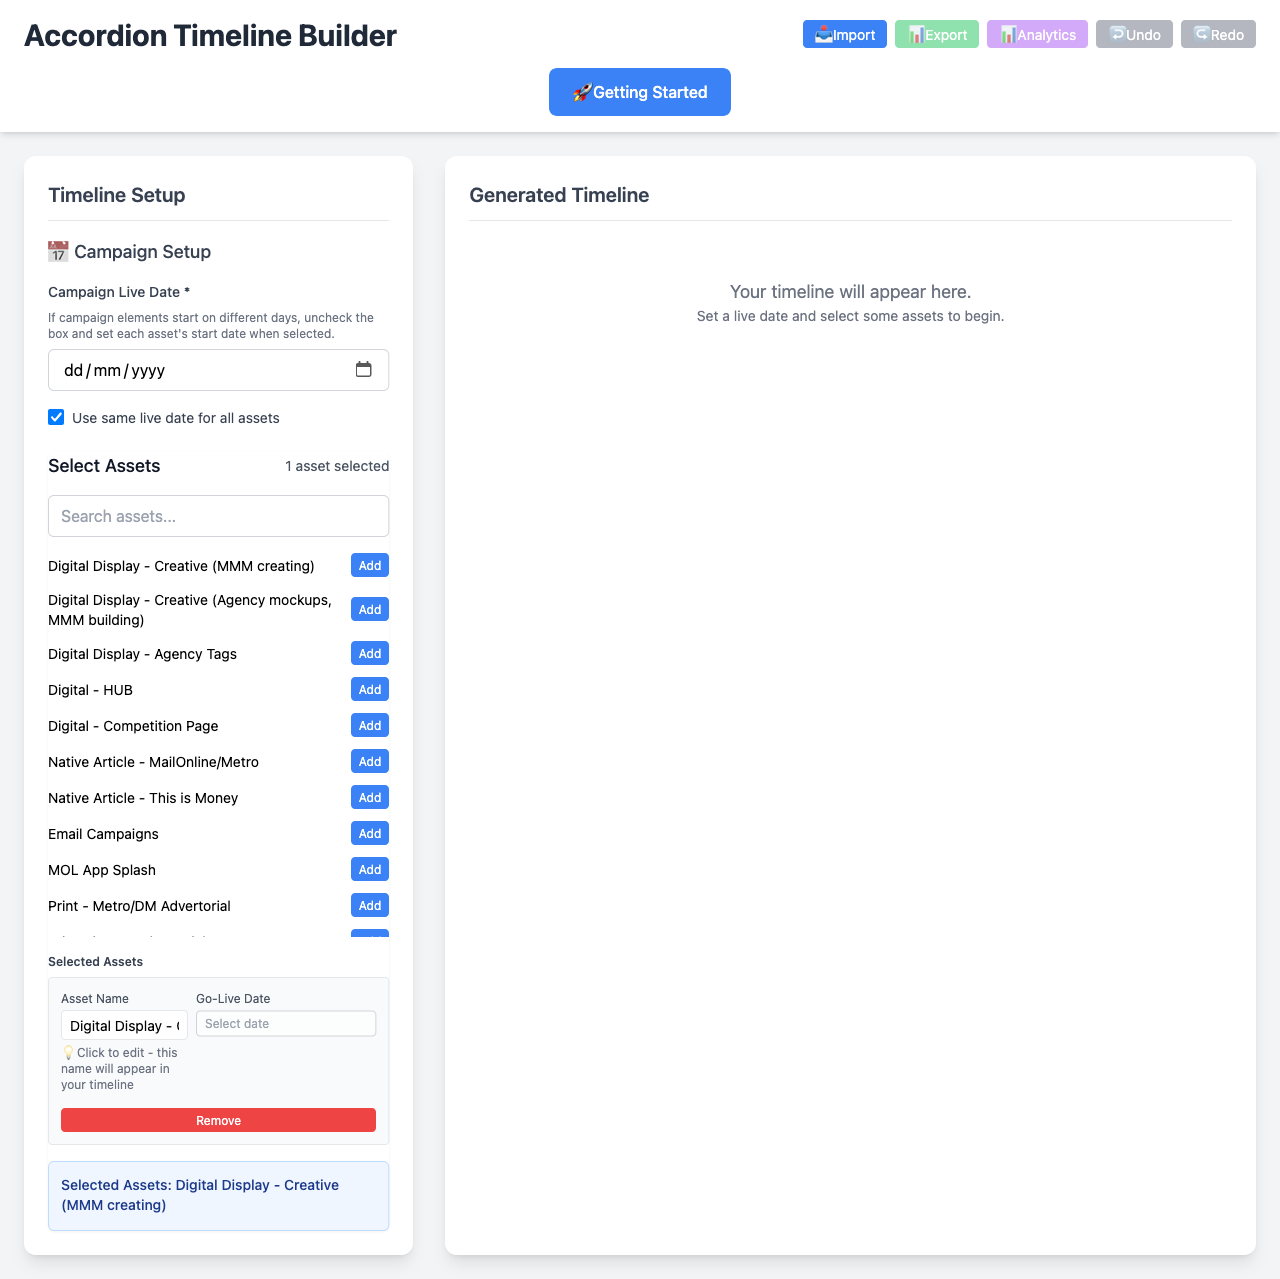 Accordion Timeline Builder
Import
Export
Analytics
Undo
Redo
Getting Started
Timeline Setup
17 Campaign Setup
Campaign Live Date *
If campaign elements start on different days, uncheck the
box and set each asset's start date when selected.
dd/mm/yyyy
Use same live date for all assets
Select Assets
1 asset selected
Search assets...
Digital Display - Creative (MMM creating)
Add
Digital Display - Creative (Agency mockups,
MMM building)
Add
Digital Display - Agency Tags
Add
Digital - HUB
Add
Digital - Competition Page
Add
Native Article - MailOnline/Metro
Add
Native Article - This is Money
Add
Email Campaigns
Add
MOL App Splash
Add
Print - Metro/DM Advertorial
Add
Selected Assets
Asset Name
Go-Live Date
Digital Display -
Select date
Click to edit - this
name will appear in
your timeline
Remove
Selected Assets: Digital Display - Creative
(MMM creating)
Generated Timeline
Your timeline will appear here.
Set a live date and select some assets to begin.